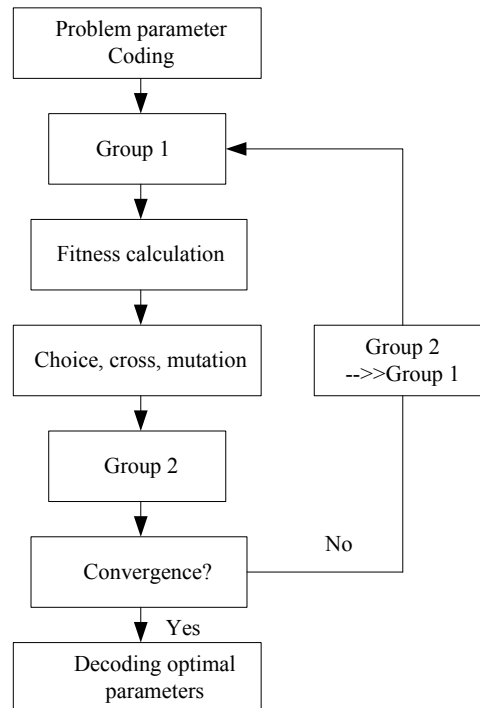 Problem parameter
Coding
Group 1
Fitness calculation
Choice, cross, mutation
Group 2
-->>Group 1
Group 2
No
Convergence?
Yes
Decoding optimal
parameters